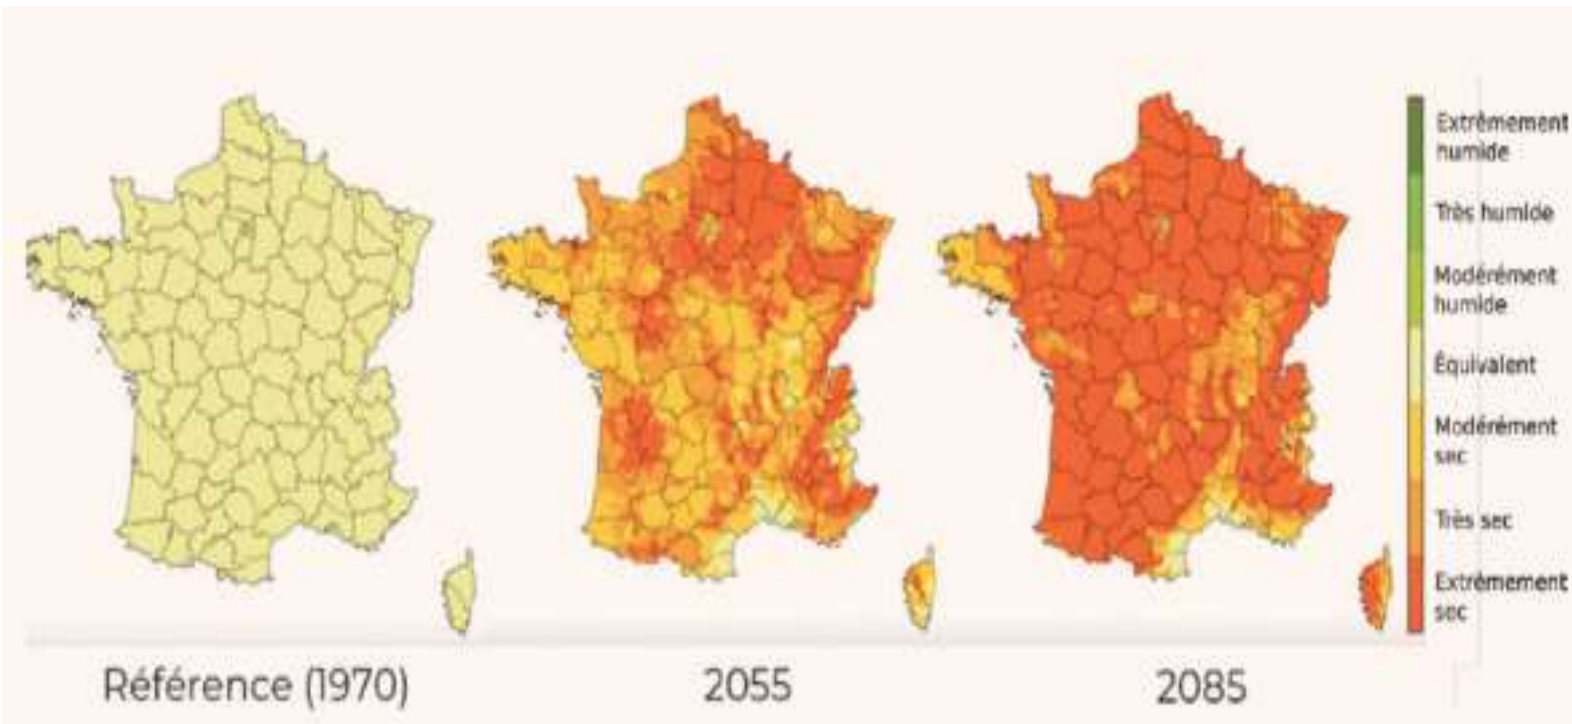 Extrêmement
humide
Très humide
Modérément
humide
Équivalent
Modérément
sec
Très sec
Extrêmement
sec
Référence (1970)
2055
2085